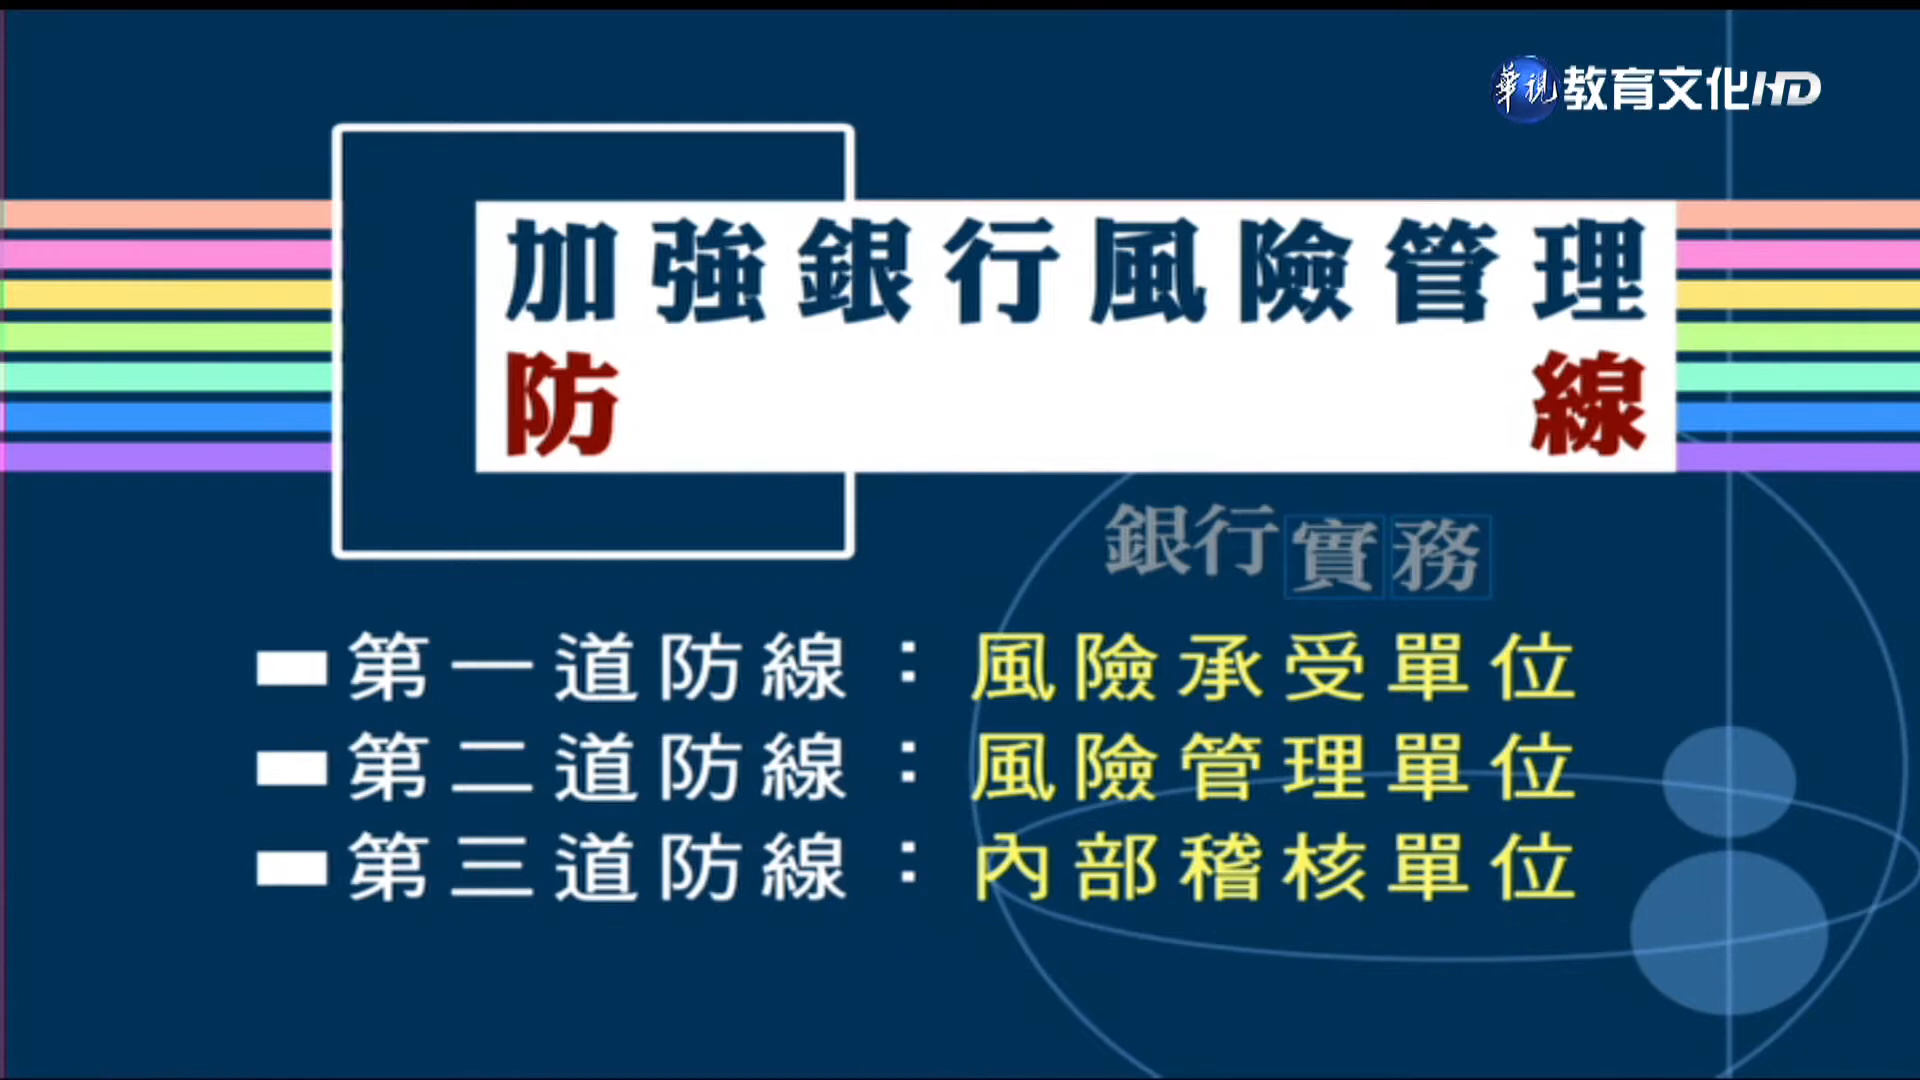 華視 教育文化HD
加強銀行風險管理
防線
銀行實務
第一道防線：風險承受單位
第二道防線：風險管理單位
第三道防線：內部稽核單位